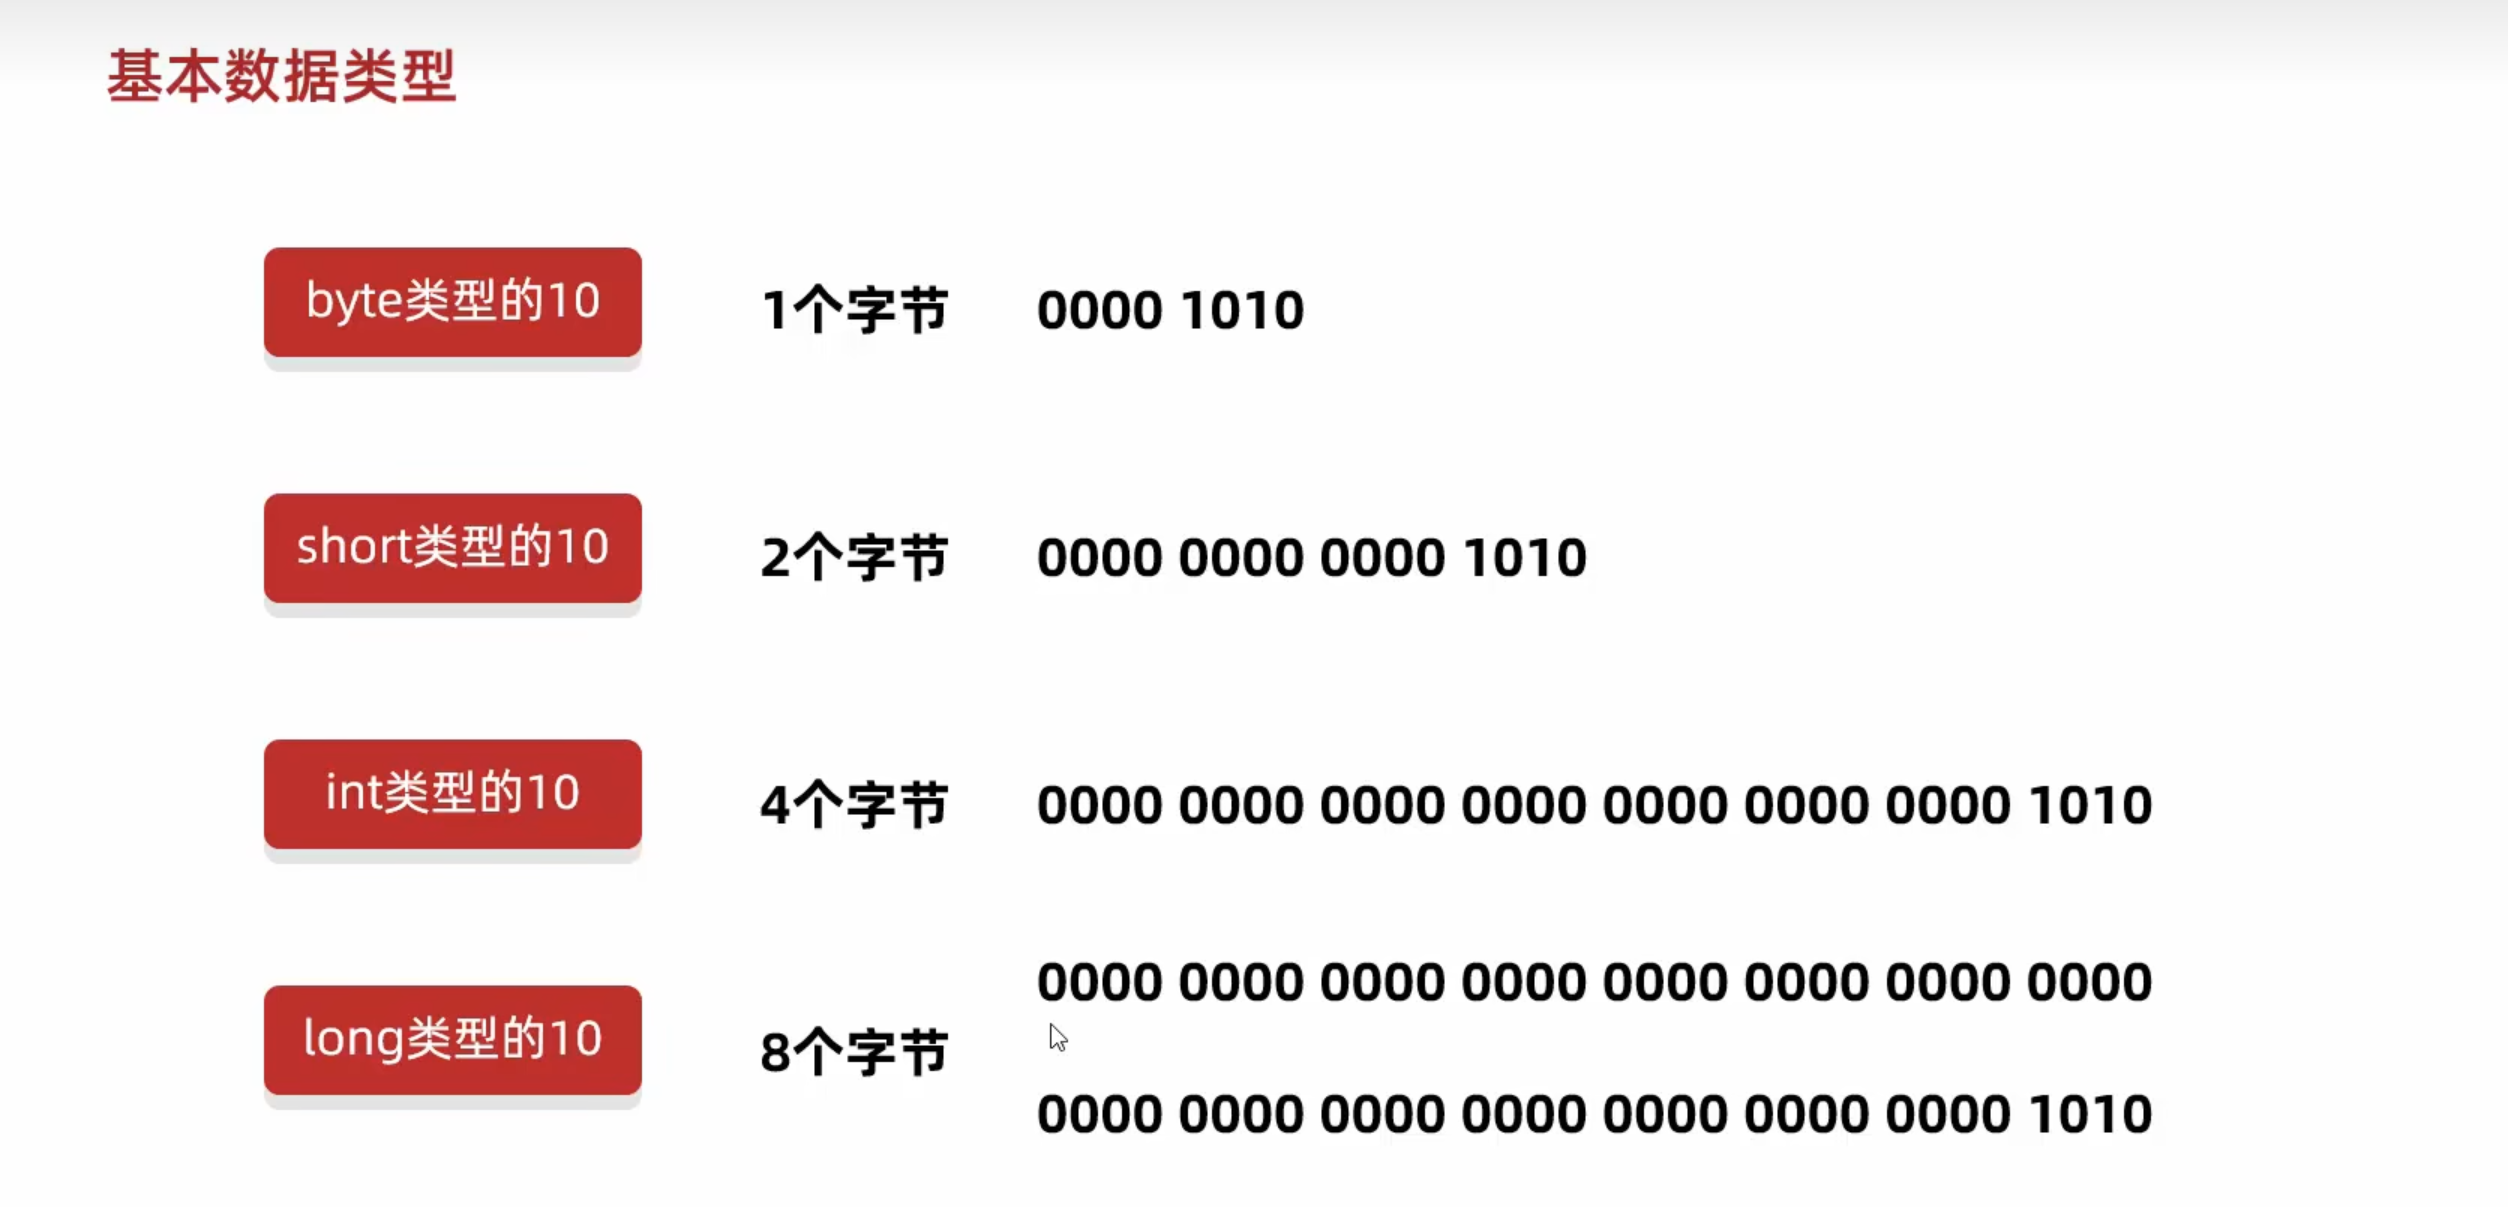 基本数据类型
byte类型的10 1个字节 0000 1010
short类型的10 2个字节 0000 0000 0000 1010
int类型的10 4个字节 0000 0000 0000 0000 0000 0000 0000 1010
long类型的10 8个字节 0000 0000 0000 0000 0000 0000 0000 0000
0000 0000 0000 0000 0000 0000 0000 1010